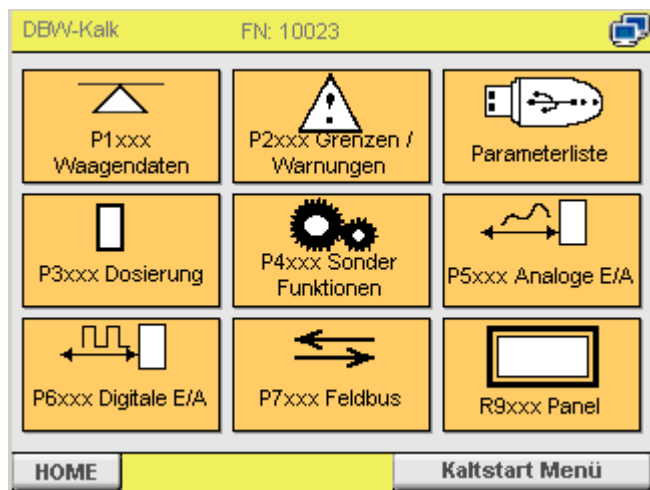 DBW-Kalk FN: 10023
P1xxx
Waagendaten
P2xxx Grenzen /
Warnungen
Parameterliste
P3xxx Dosierung
P4xxx Sonder
Funktionen
P5xxx Analoge E/A
P6xxx Digitale E/A
P7xxx Feldbus
R9xxx Panel
HOME
Kaltstart Menü